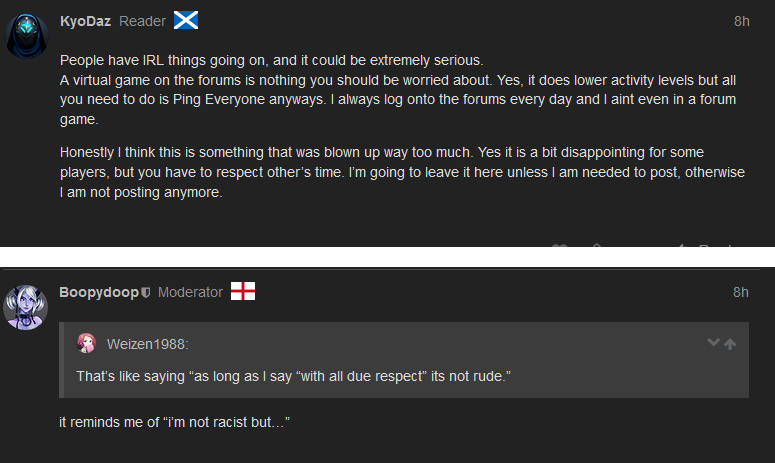 KyoDaz Reader 8h
People have IRL things going on, and it could be extremely serious.
A virtual game on the forums is nothing you should be worried about. Yes, it does lower activity levels but all
you need to do is Ping Everyone anyways. I always log onto the forums every day and I aint even in a forum
game.
Honestly I think this is something that was blown up way too much. Yes it is a bit disappointing for some
players, but you have to respect other’s time. I’m going to leave it here unless I am needed to post, otherwise
I am not posting anymore.
Boopydoop Moderator 8h
Weizen1988:
That’s like saying “as long as I say “with all due respect” its not rude.”
it reminds me of “i’m not racist but…”